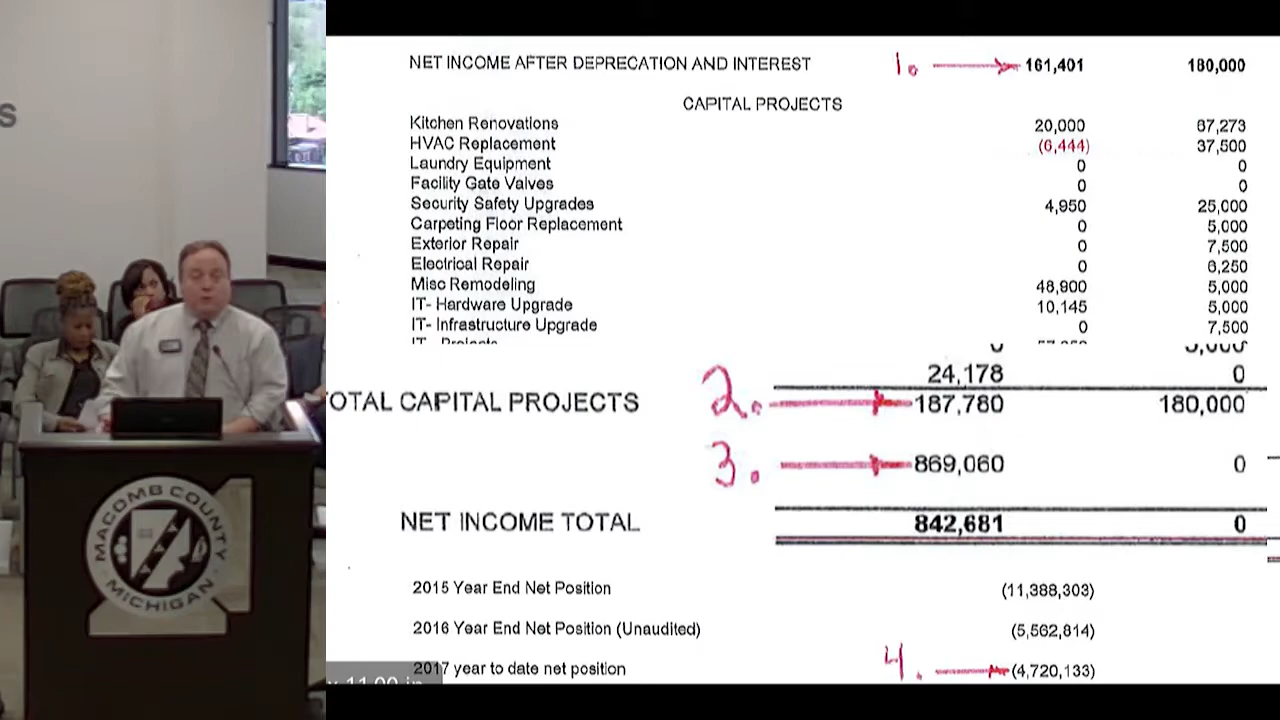 S
NET INCOME AFTER DEPRECATION AND INTEREST 1. 161,401 180,000
CAPITAL PROJECTS
Kitchen Renovations 20,000 67,273
HVAC Replacement (6,444) 37,500
Laundry Equipment 0 0
Facility Gate Valves 0 0
Security Safety Upgrades 4,950 25,000
Carpeting Floor Replacement 0 5,000
Exterior Repair 0 7,500
Electrical Repair 0 6,250
Misc Remodeling 48,900 5,000
IT- Hardware Upgrade 10,145 5,000
IT- Infrastructure Upgrade 0 7,500
24,178 0
OTAL CAPITAL PROJECTS 2. 187,780 180,000
3. 869,060 0
NET INCOME TOTAL 842,681 0
2015 Year End Net Position (11,388,303)
2016 Year End Net Position (Unaudited) (5,562,814)
2017 year to date net position 4. (4,720,133)
MACOMB COUNTY
MICHIGAN